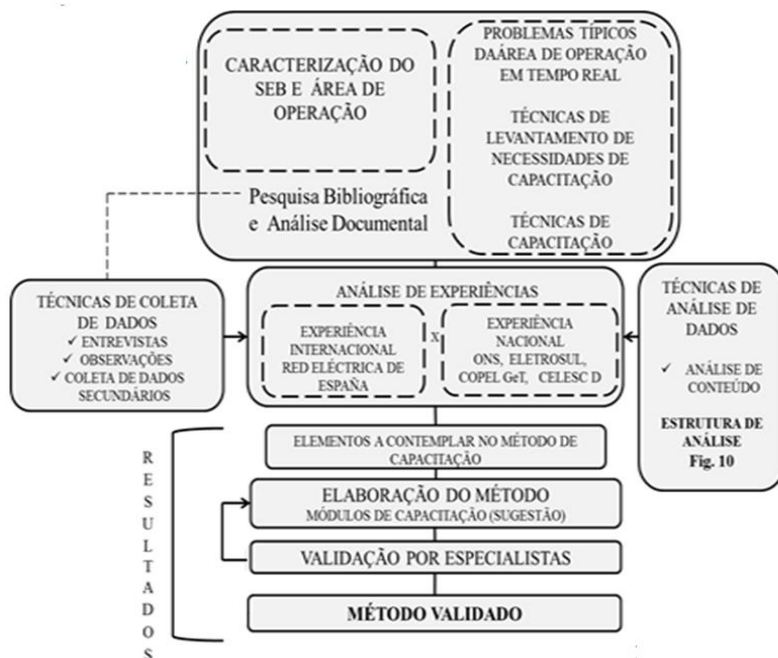 CARACTERIZAÇÃO DO
SEB E ÁREA DE
OPERAÇÃO
Pesquisa Bibliográfica
e Análise Documental
PROBLEMAS TÍPICOS
DAÁREA DE OPERAÇÃO
EM TEMPO REAL
TÉCNICAS DE
LEVANTAMENTO DE
NECESSIDADES DE
CAPACITAÇÃO
TÉCNICAS DE
CAPACITAÇÃO
TÉCNICAS DE COLETA
DE DADOS
✓ ENTREVISTAS
✓ OBSERVAÇÕES
✓ COLETA DE DADOS
SECUNDÁRIOS
ANÁLISE DE EXPERIÊNCIAS
EXPERIÊNCIA
INTERNACIONAL
RED ELÉCTRICA DE
ESPAÑA
X
EXPERIÊNCIA
NACIONAL
ONS, ELETROSUL,
COPEL GeT, CELESC D
TÉCNICAS DE
ANÁLISE DE
DADOS
✓ ANÁLISE DE
CONTEÚDO
ESTRUTURA DE
ANÁLISE
Fig. 10
RESULTADOS
ELEMENTOS A CONTEMPLAR NO MÉTODO DE
CAPACITAÇÃO
ELABORAÇÃO DO MÉTODO
MÓDULOS DE CAPACITAÇÃO (SUGESTÃO)
VALIDAÇÃO POR ESPECIALISTAS
MÉTODO VALIDADO